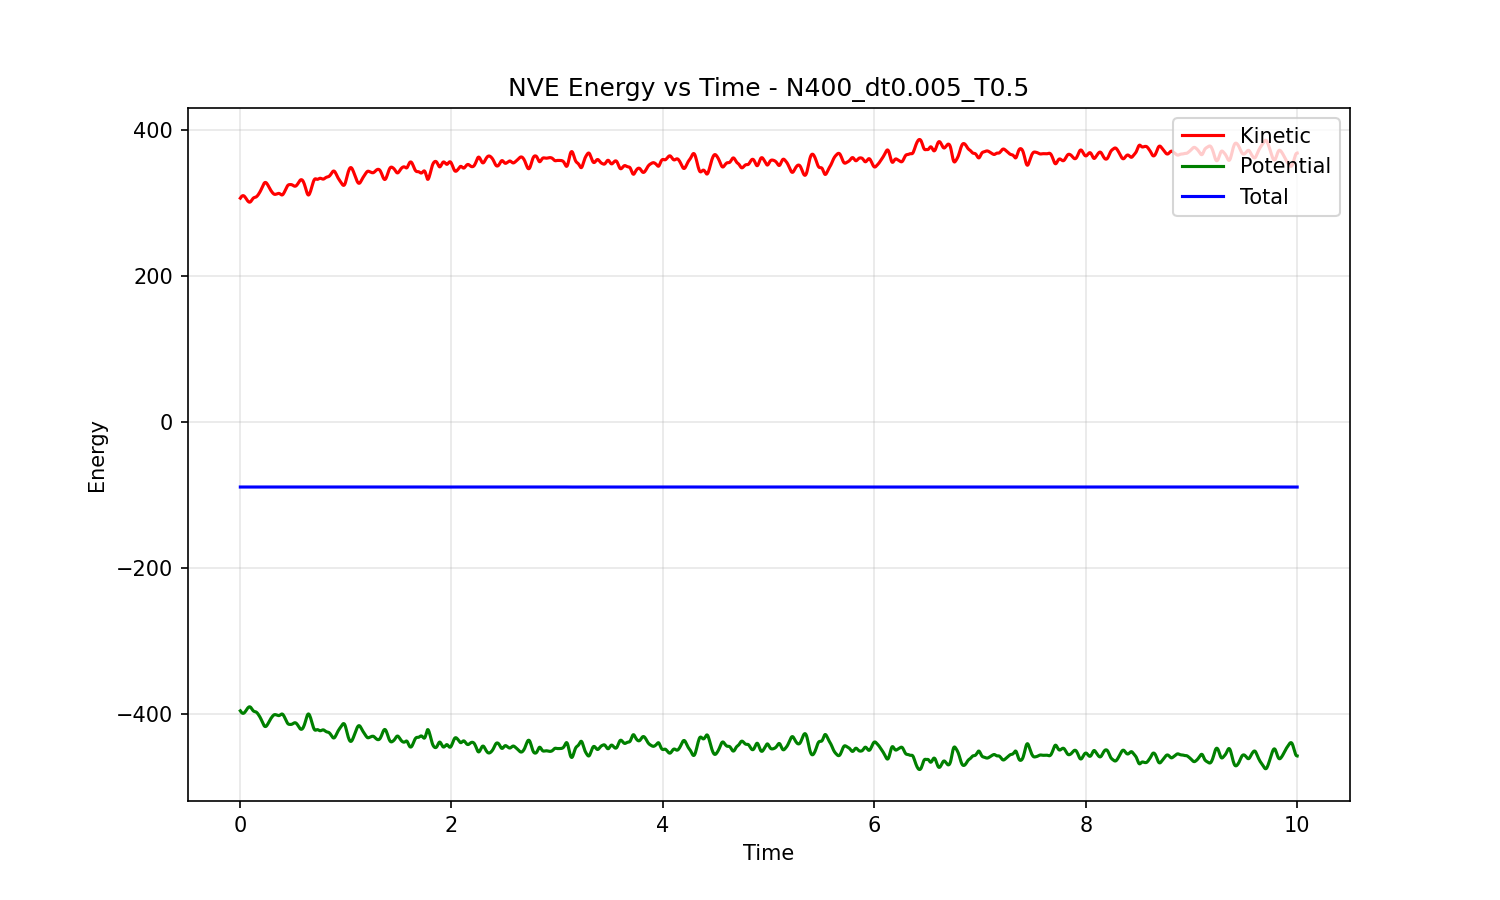 NVE Energy vs Time - N400_dt0.005_T0.5
400
200
0
−200
−400
Energy
Kinetic
Potential
Total
0
2
4
6
8
10
Time